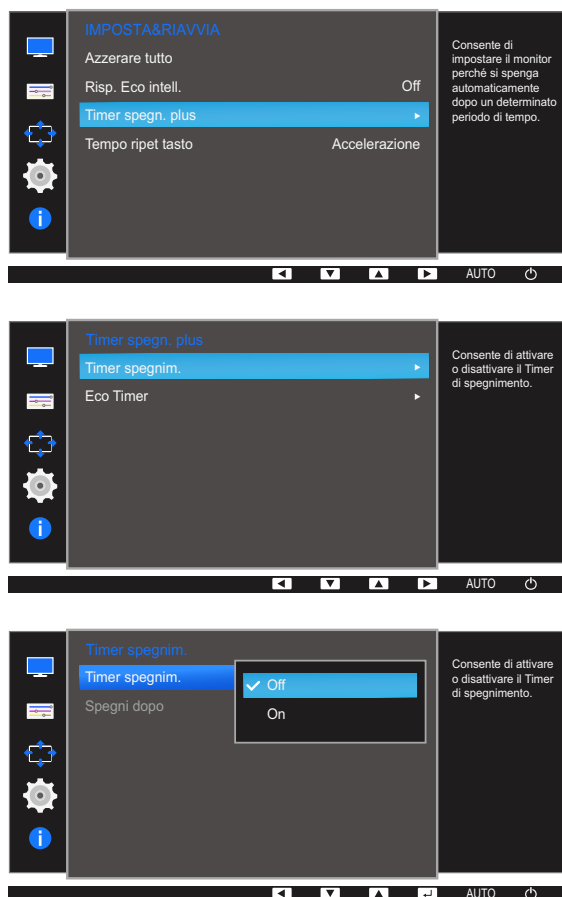 IMPOSTA&RIAVVIA
Azzerare tutto
Risp. Eco intell. Off
Timer spegn. plus
Tempo ripet tasto Accelerazione
Consente di
impostare il monitor
perché si spenga
automaticamente
dopo un determinato
periodo di tempo.
AUTO
Timer spegn. plus
Timer spegnim.
Eco Timer
Consente di attivare
o disattivare il Timer
di spegnimento.
AUTO
Timer spegnim.
Timer spegnim.
Off
Spegni dopo
On
Consente di attivare
o disattivare il Timer
di spegnimento.
AUTO